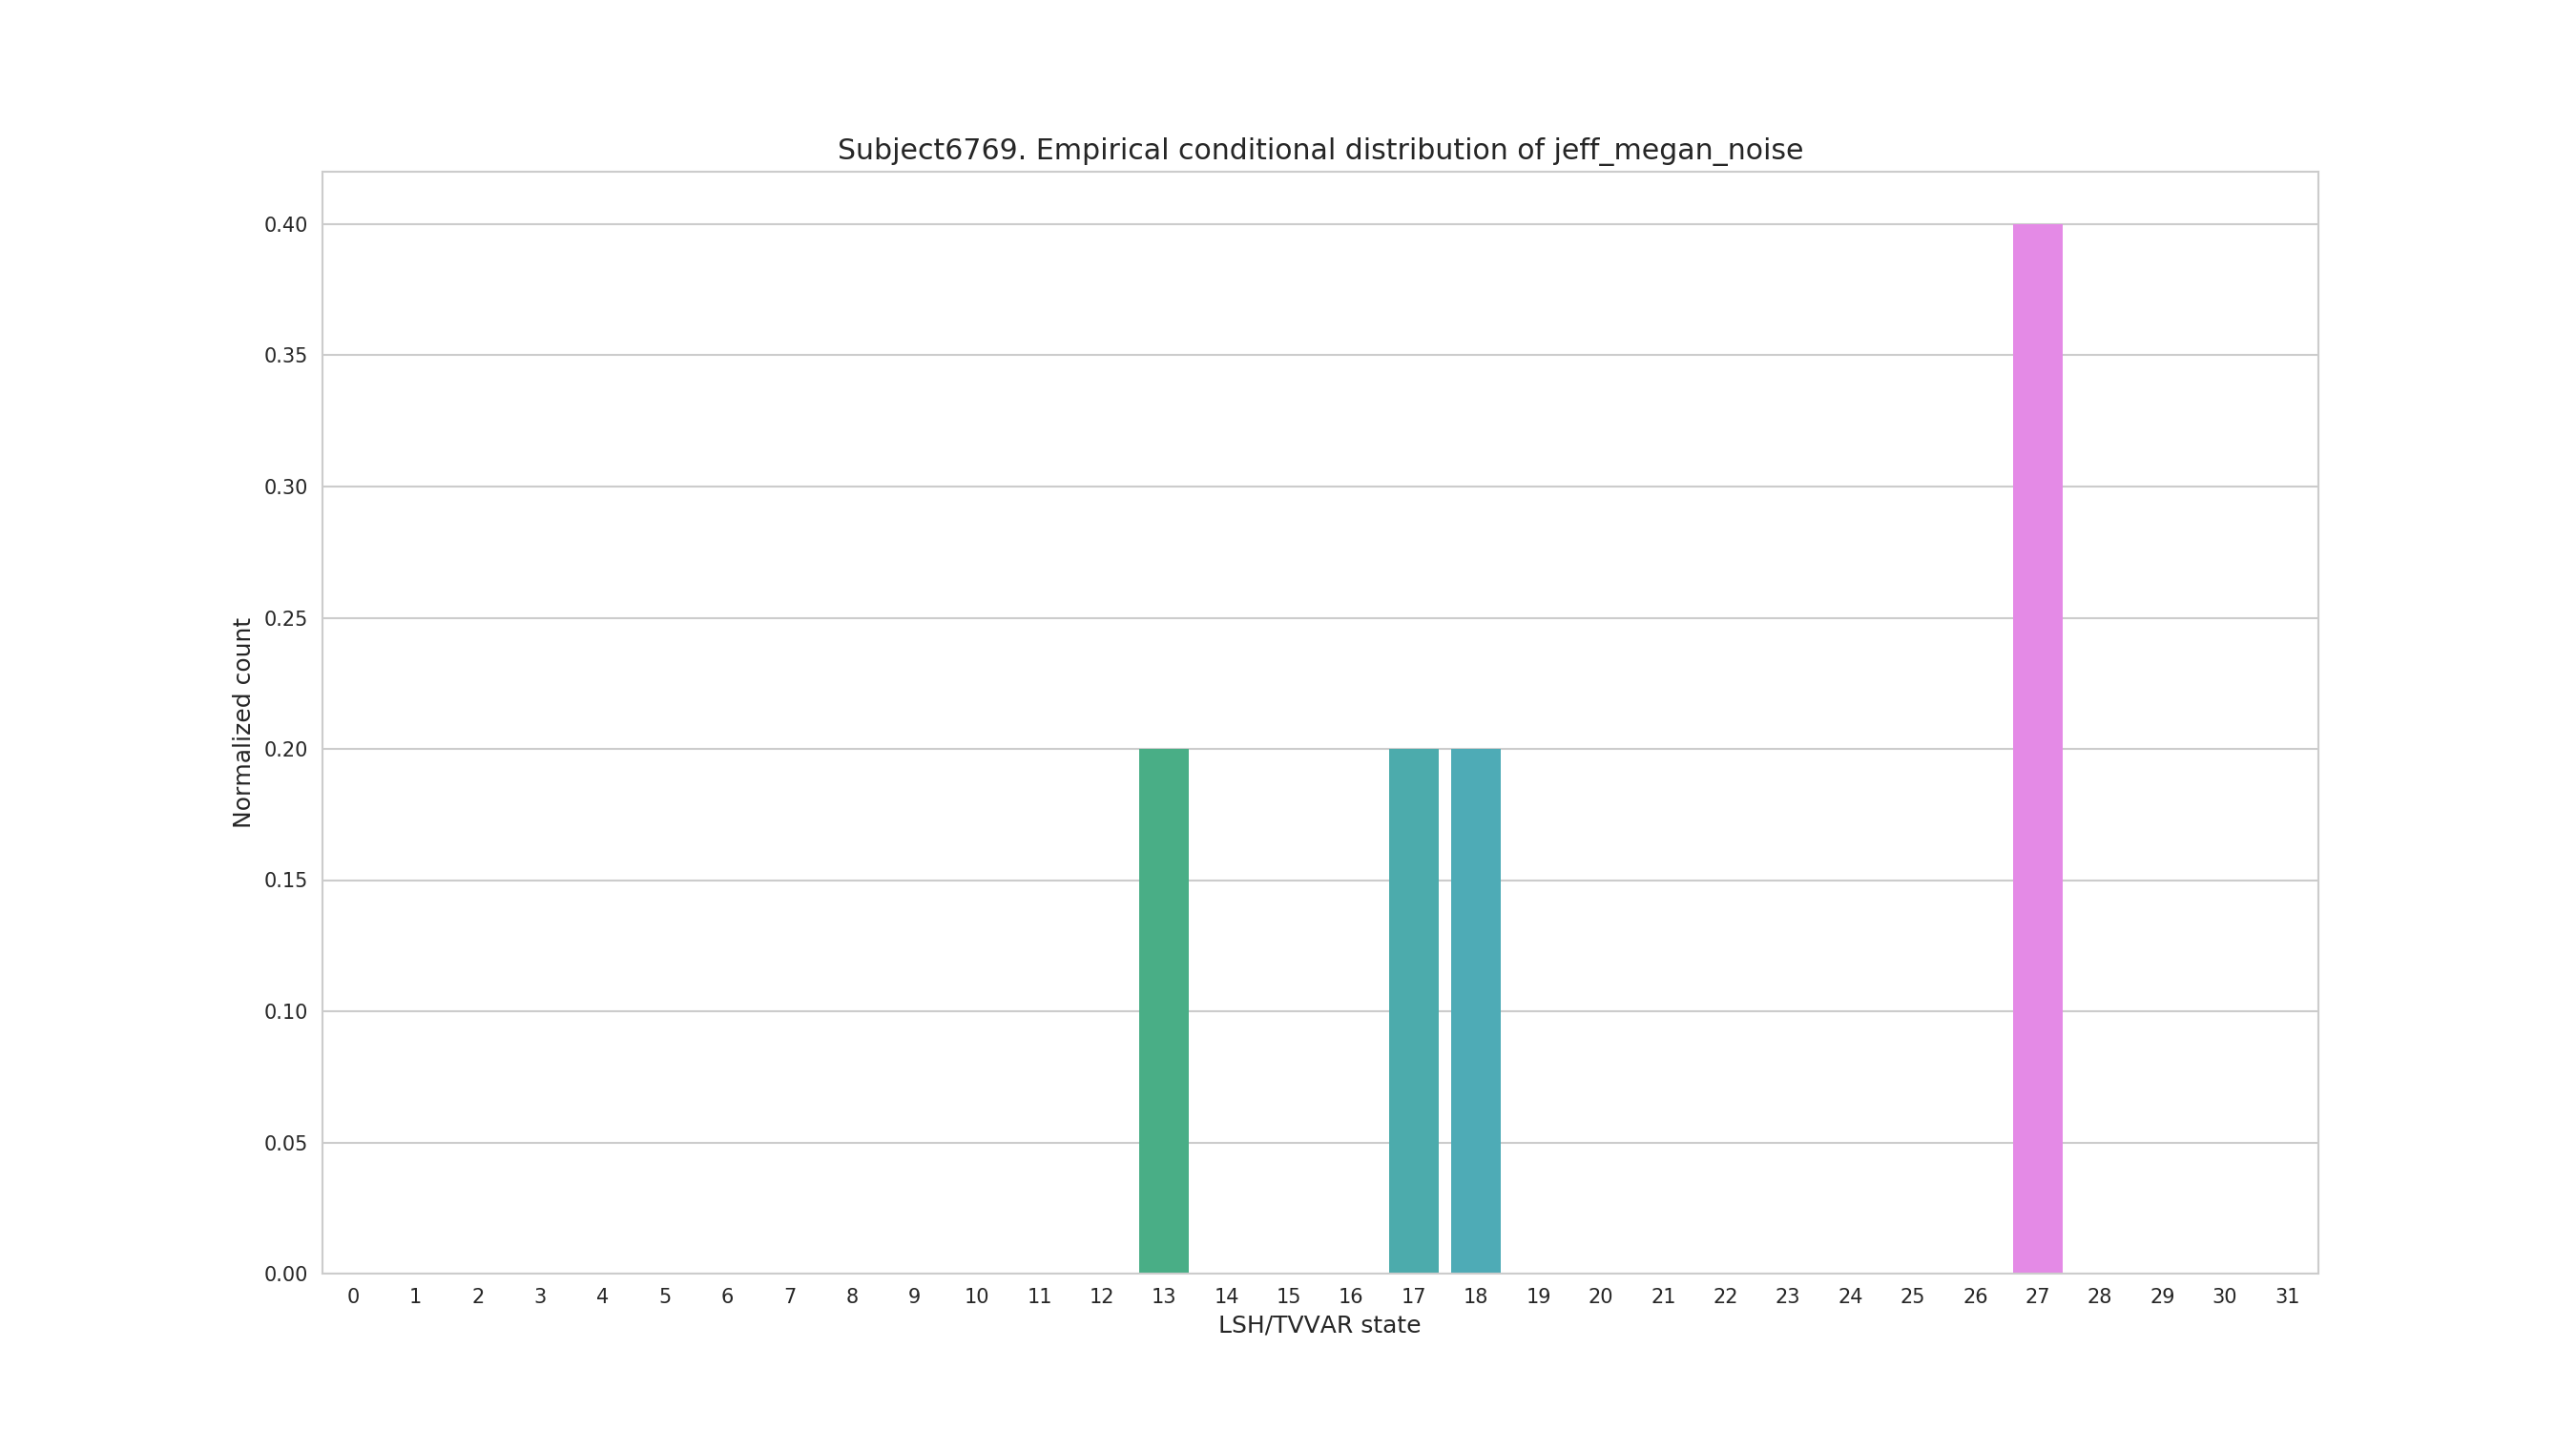 Subject6769. Empirical conditional distribution of jeff_megan_noise
0.40
0.35
0.30
0.25
0.20
0.15
0.10
0.05
0.00
Normalized count
0 1 2 3 4 5 6 7 8 9 10 11 12 13 14 15 16 17 18 19 20 21 22 23 24 25 26 27 28 29 30 31
LSH/TVVAR state